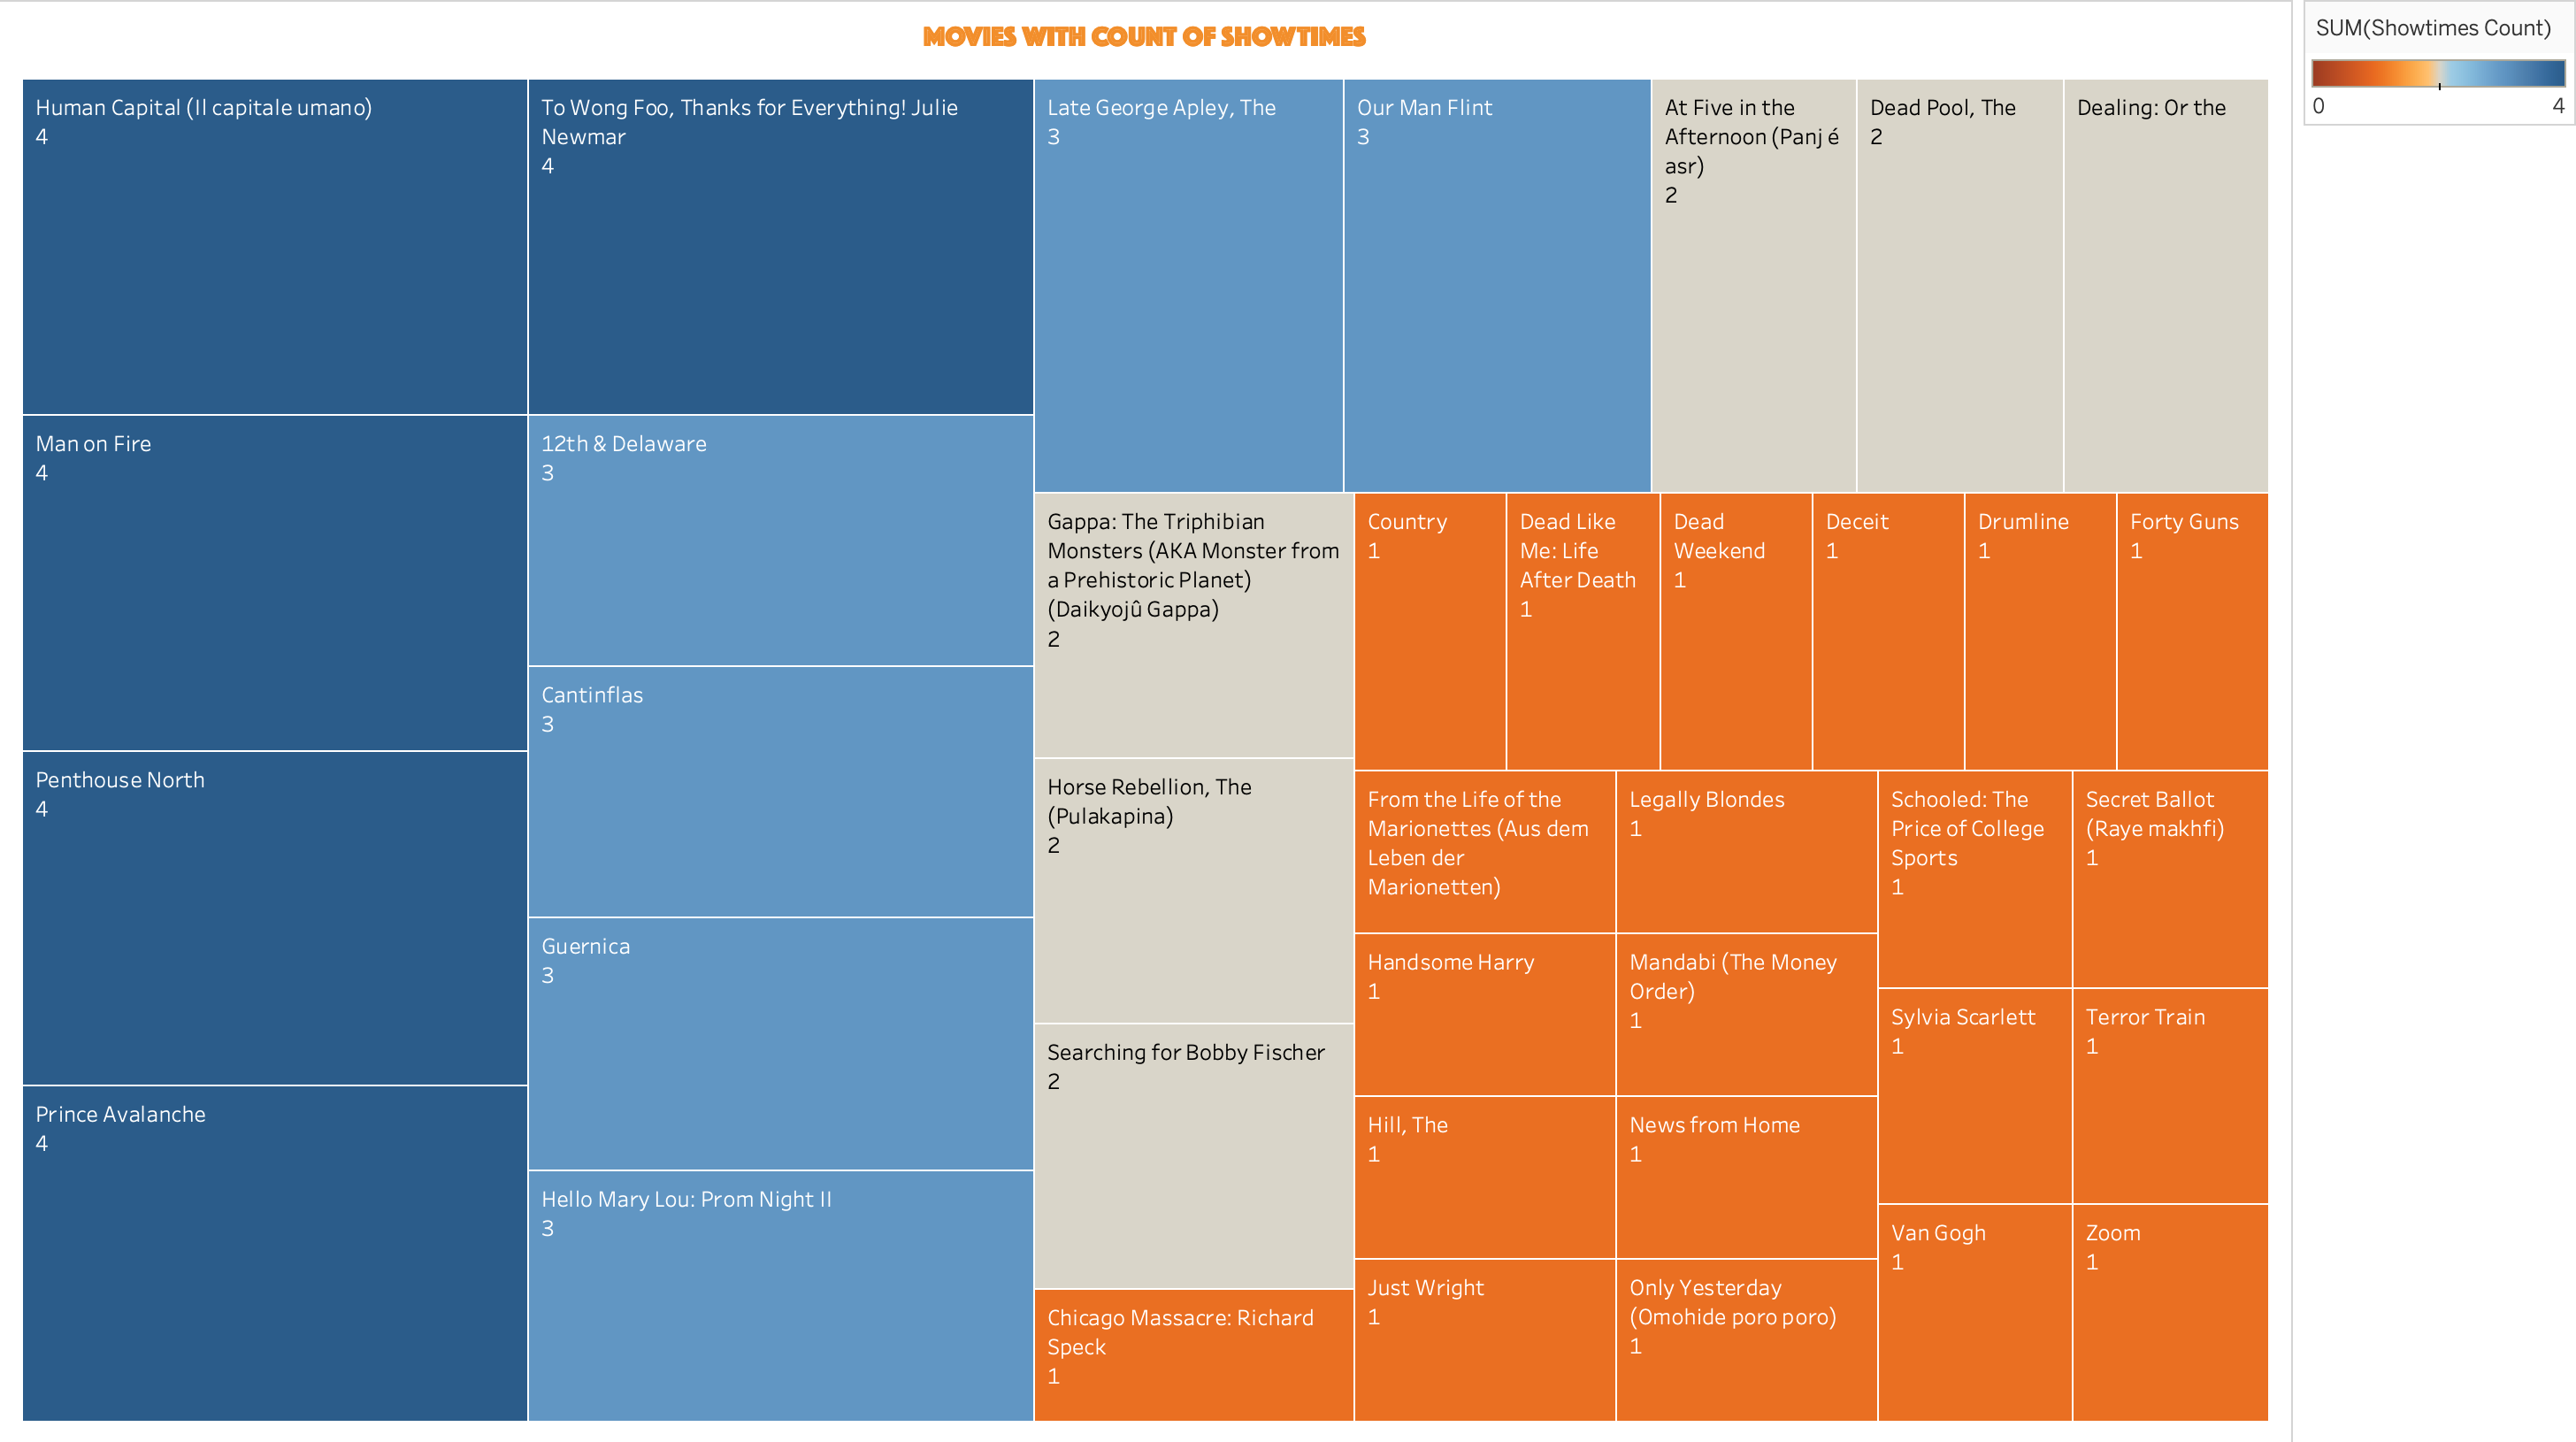 MOVIES WITH COUNT OF SHOWTIMES
SUM(Showtimes Count)
0
4
Human Capital (Il capitale umano)
4
Man on Fire
4
Penthouse North
4
Prince Avalanche
4
To Wong Foo, Thanks for Everything! Julie
Newmar
4
12th & Delaware
3
Cantinflas
3
Guernica
3
Hello Mary Lou: Prom Night II
3
Late George Apley, The
3
Our Man Flint
3
At Five in the
Afternoon (Panj é
asr)
2
Dead Pool, The
2
Dealing: Or the
Gappa: The Triphibian
Monsters (AKA Monster from
a Prehistoric Planet)
(Daikyojû Gappa)
2
Horse Rebellion, The
(Pulakapina)
2
Searching for Bobby Fischer
2
Chicago Massacre: Richard
Speck
1
Country
1
Dead Like
Me: Life
After Death
1
Dead
Weekend
1
Deceit
1
Drumline
1
Forty Guns
1
From the Life of the
Marionettes (Aus dem
Leben der
Marionetten)
Handsome Harry
1
Hill, The
1
Just Wright
1
Legally Blondes
1
Mandabi (The Money
Order)
1
News from Home
1
Only Yesterday
(Omohide poro poro)
1
Schooled: The
Price of College
Sports
1
Secret Ballot
(Raye makhfi)
1
Sylvia Scarlett
1
Terror Train
1
Van Gogh
1
Zoom
1